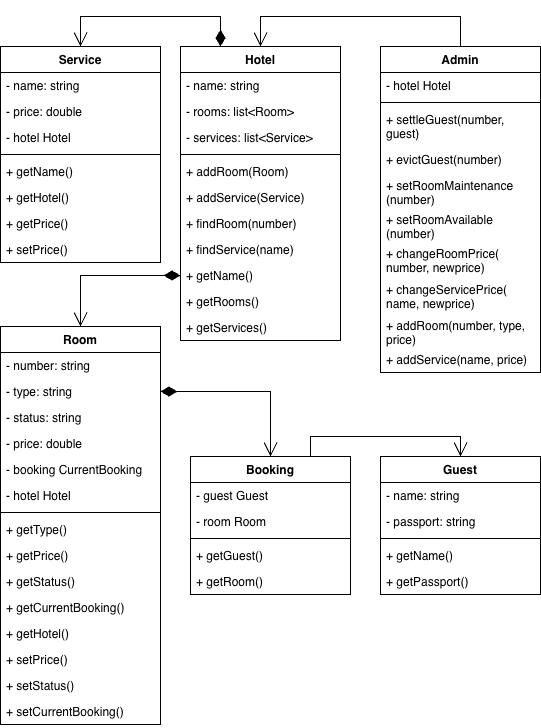 Service
- name: string
- price: double
- hotel Hotel
+ getName()
+ getHotel()
+ getPrice()
+ setPrice()
Hotel
- name: string
- rooms: list<Room>
- services: list<Service>
+ addRoom(Room)
+ addService(Service)
+ findRoom(number)
+ findService(name)
+ getName()
+ getRooms()
+ getServices()
Admin
- hotel Hotel
+ settleGuest(number,
guest)
+ evictGuest(number)
+ setRoomMaintenance
(number)
+ setRoomAvailable
(number)
+ changeRoomPrice(
number, newprice)
+ changeServicePrice(
name, newprice)
+ addRoom(number, type,
price)
+ addService(name, price)
Room
- number: string
- type: string
- status: string
- price: double
- booking CurrentBooking
- hotel Hotel
+ getType()
+ getPrice()
+ getStatus()
+ getCurrentBooking()
+ getHotel()
+ setPrice()
+ setStatus()
+ setCurrentBooking()
Booking
- guest Guest
- room Room
+ getGuest()
+ getRoom()
Guest
- name: string
- passport: string
+ getName()
+ getPassport()